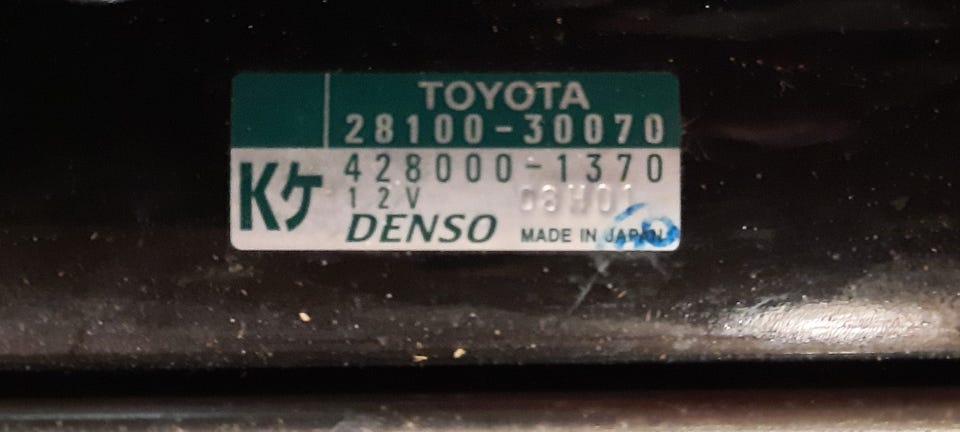 TOYOTA
28100-30070
Kケ
428000-1370
12V
DENSO
MADE IN JAPAN